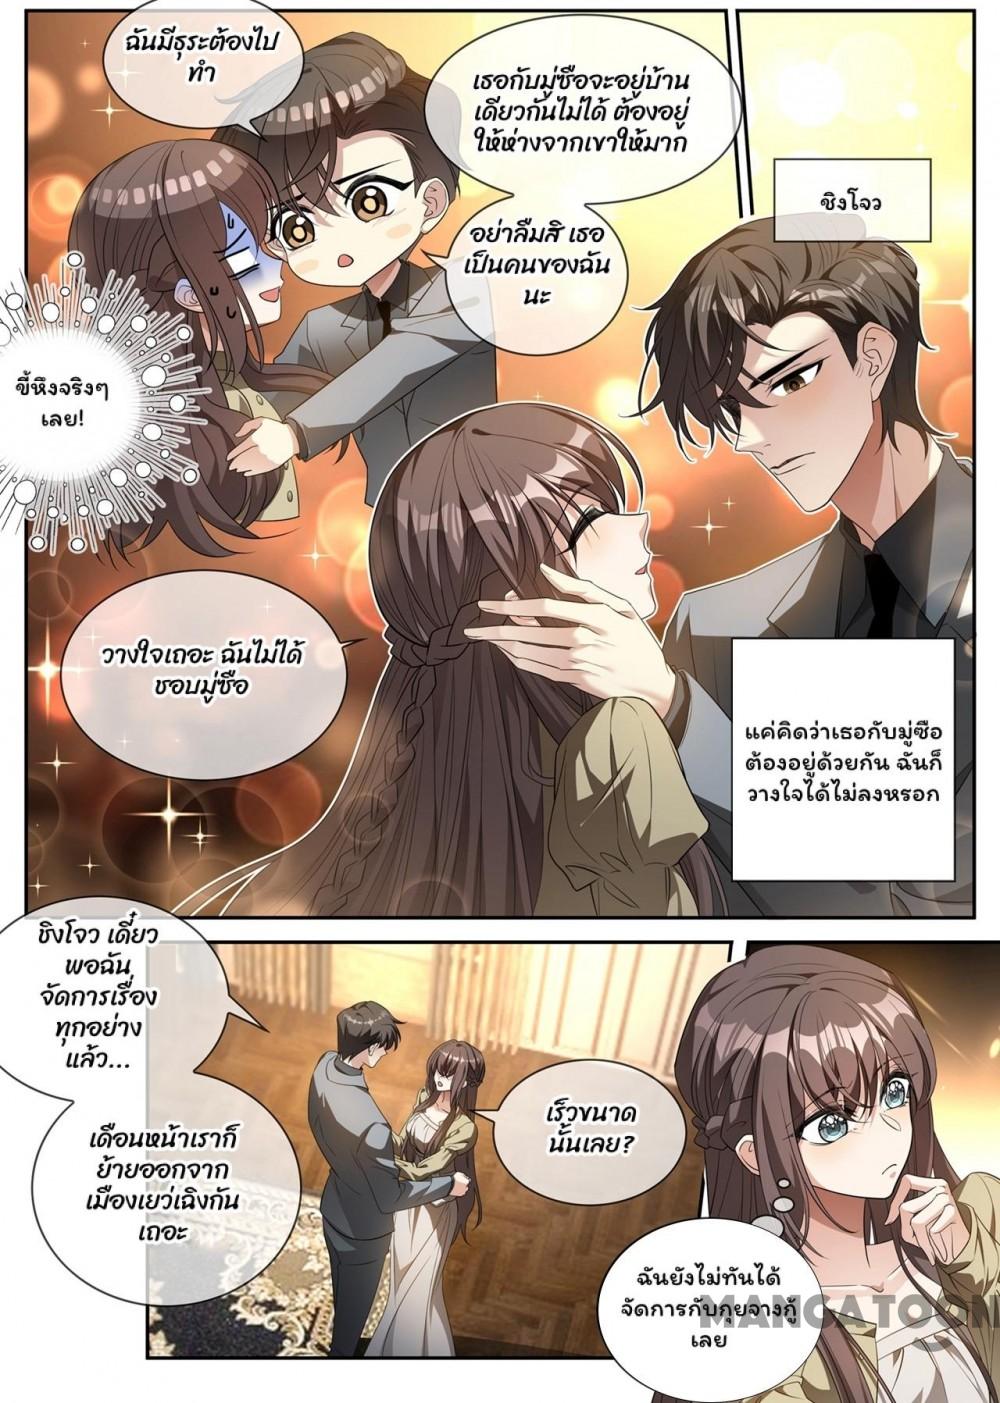 ฉันมีธุระต้องไป
ทำ
เธอกับมู่ซือจะอยู่บ้าน
เดียวกันไม่ได้ ต้องอยู่
ให้ห่างจากเขาให้มาก
อย่าลืมสิ เธอ
เป็นคนของฉัน
นะ
ขี้หึงจริงๆ
เลย!
ชิงโจว
วางใจเถอะ ฉันไม่ได้
ชอบมู่ซือ
แค่คิดว่าเธอกับมู่ซือ
ต้องอยู่ด้วยกัน ฉันก็
วางใจได้ไม่ลงหรอก
ชิงโจว เดี๋ยว
พอฉัน
จัดการเรื่อง
ทุกอย่าง
แล้ว...
เดือนหน้าเราก็
ย้ายออกจาก
เมืองเยว่เฉิงกัน
เถอะ
เร็วขนาด
นั้นเลย?
ฉันยังไม่ทันได้
จัดการกับกุยจางกู้
เลย
MANGATOON